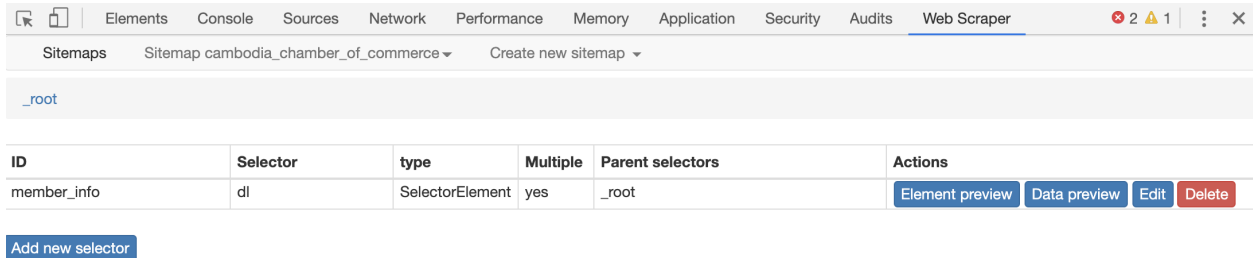 Elements Console Sources Network Performance Memory Application Security Audits Web Scraper 2 1
Sitemaps Sitemap cambodia_chamber_of_commerce Create new sitemap
_root
ID Selector type Multiple Parent selectors Actions
member_info dl SelectorElement yes _root Element preview Data preview Edit Delete
Add new selector